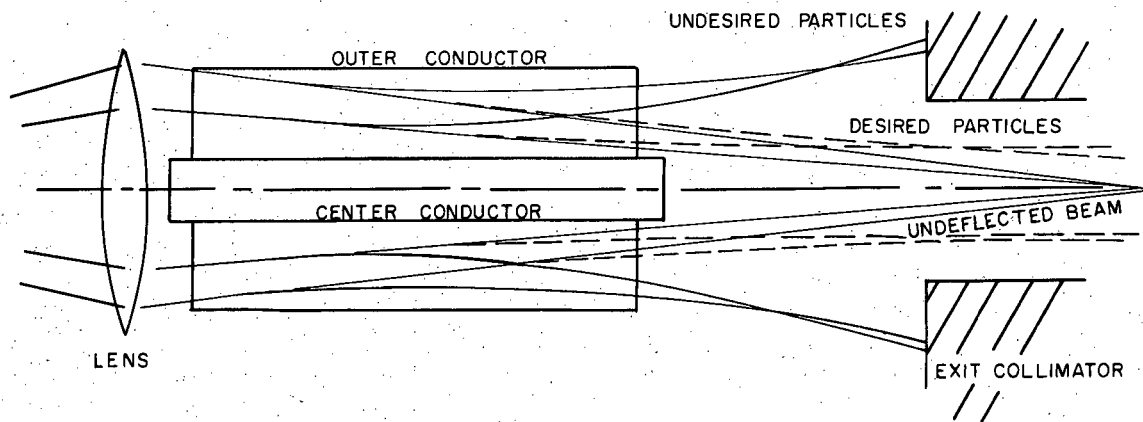 UNDESIRED PARTICLES
OUTER CONDUCTOR
DESIRED PARTICLES
CENTER CONDUCTOR
UNDEFLECTED BEAM
LENS
EXIT COLLIMATOR